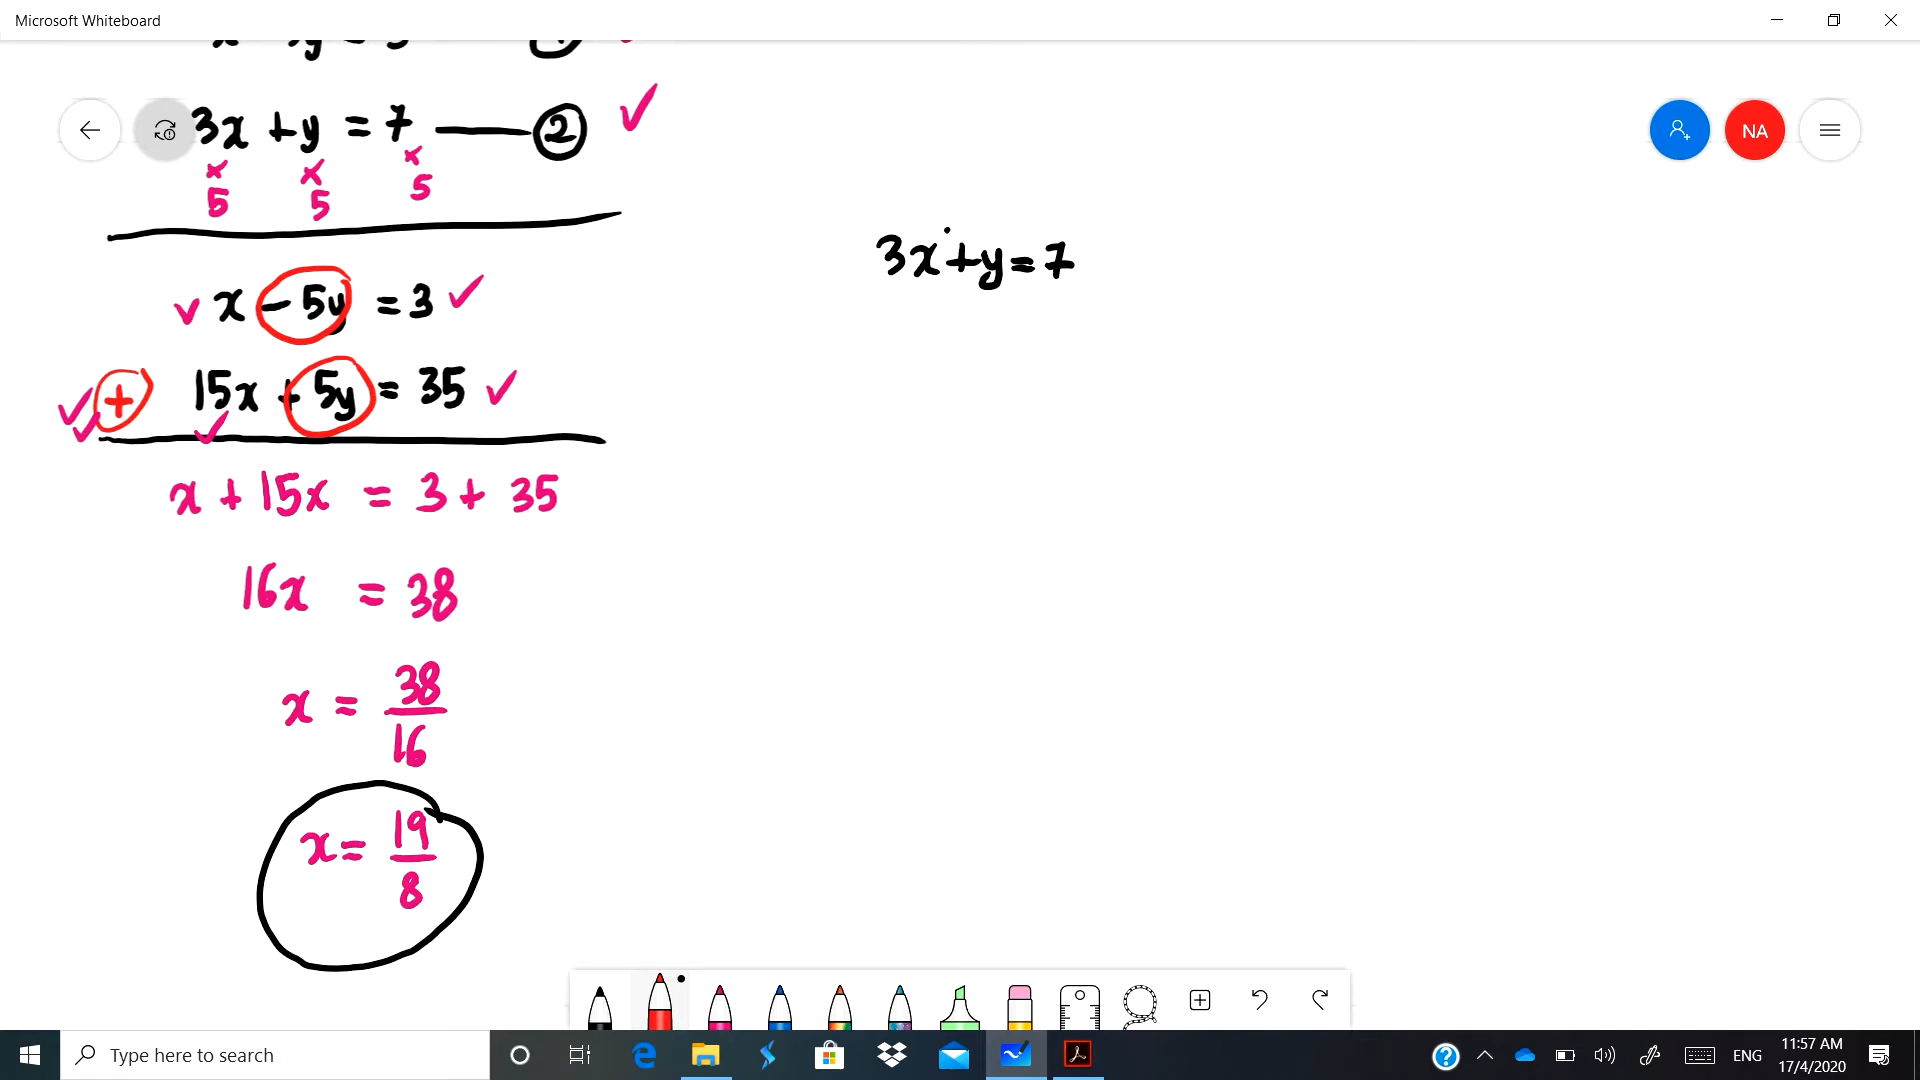 Microsoft Whiteboard
3x + y = 7 —— ②
× × ×
5 5 5
x - 5y = 3
+ 15x + 5y = 35
x + 15x = 3 + 35
16x = 38
x = 38/16
x = 19/8
3x + y = 7
NA
Type here to search
ENG
11:57 AM
17/4/2020